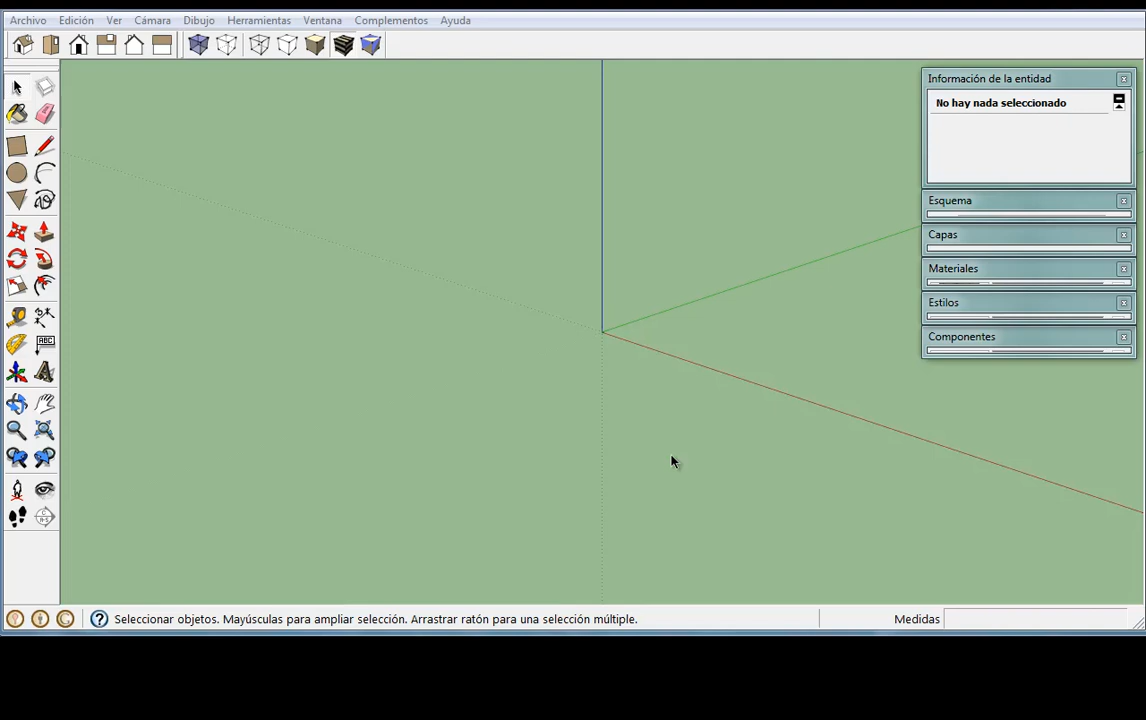 Archivo Edición Ver Cámara Dibujo Herramientas Ventana Complementos Ayuda
Información de la entidad
No hay nada seleccionado
Esquema
Capas
Materiales
Estilos
Componentes
ABC
A
Seleccionar objetos. Mayúsculas para ampliar selección. Arrastrar ratón para una selección múltiple.
Medidas